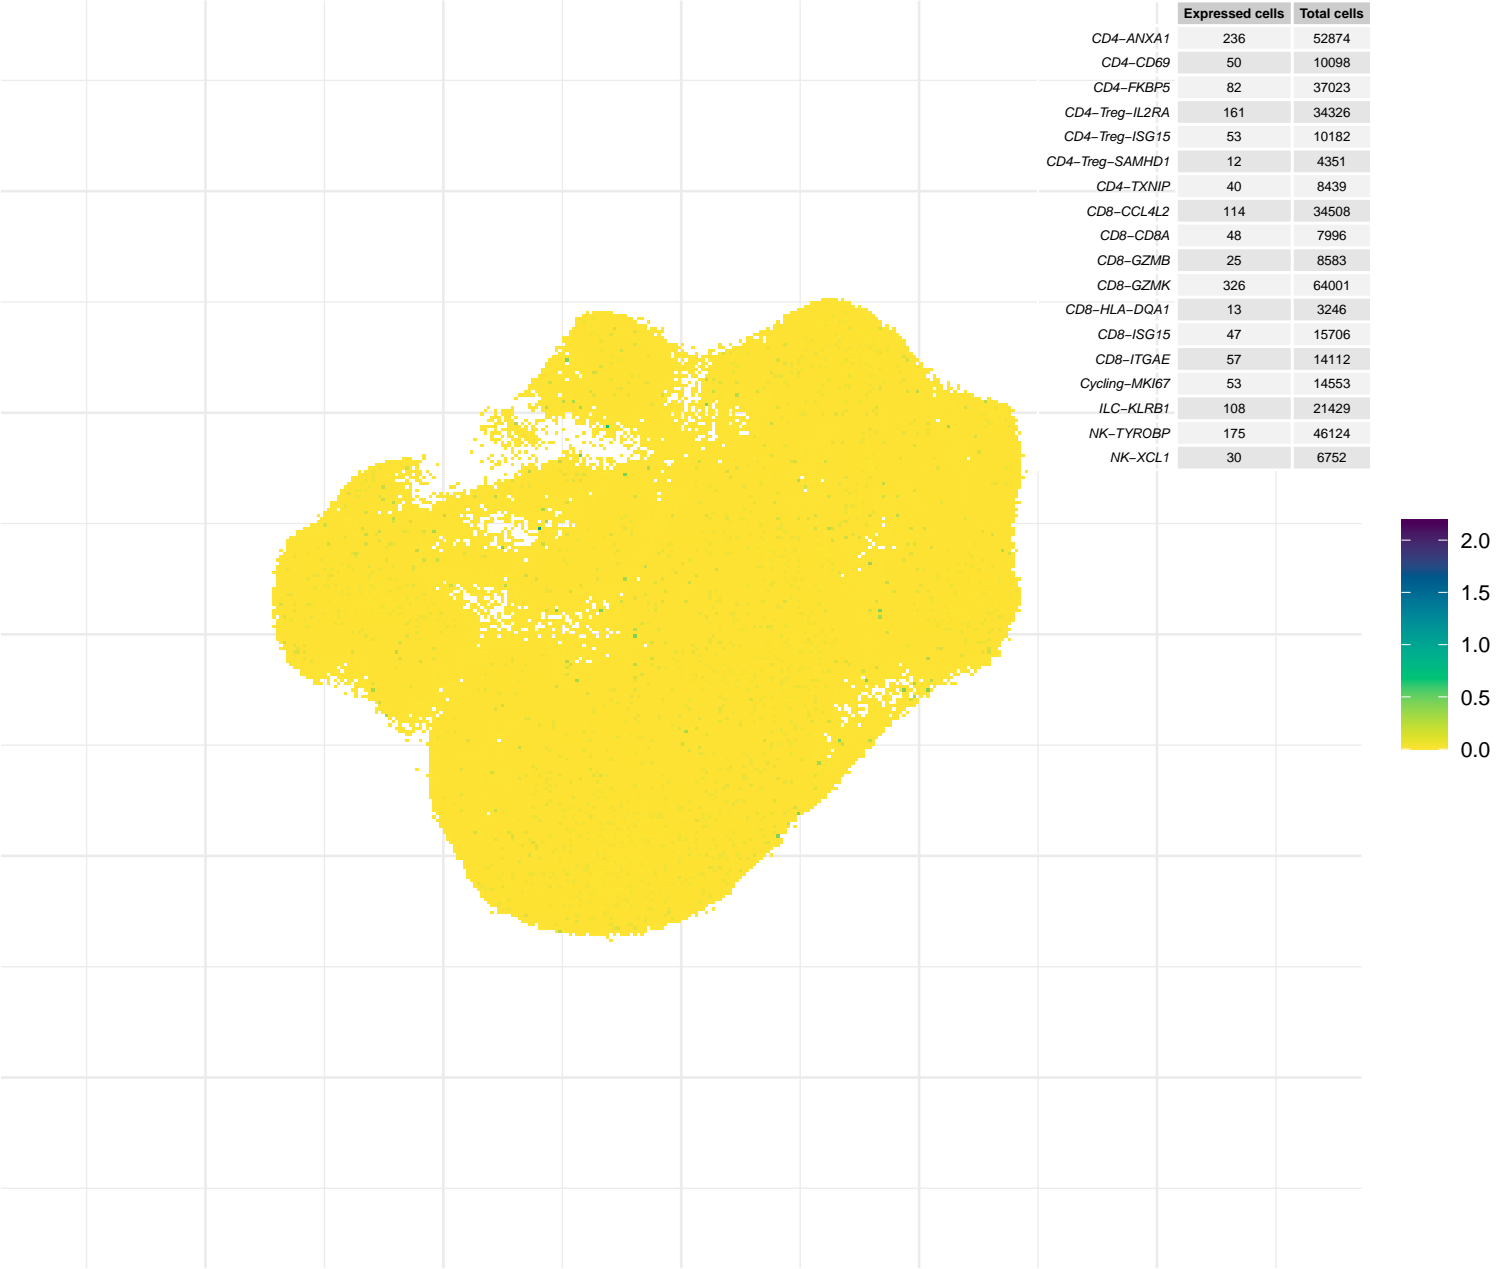 Expressed cells Total cells
CD4−ANXA1 236 52874
CD4−CD69 50 10098
CD4−FKBP5 82 37023
CD4−Treg−IL2RA 161 34326
CD4−Treg−ISG15 53 10182
CD4−Treg−SAMHD1 12 4351
CD4−TXNIP 40 8439
CD8−CCL4L2 114 34508
CD8−CD8A 48 7996
CD8−GZMB 25 8583
CD8−GZMK 326 64001
CD8−HLA−DQA1 13 3246
CD8−ISG15 47 15706
CD8−ITGAE 57 14112
Cycling−MKI67 53 14553
ILC−KLRB1 108 21429
NK−TYROBP 175 46124
NK−XCL1 30 6752
2.0
1.5
1.0
0.5
0.0